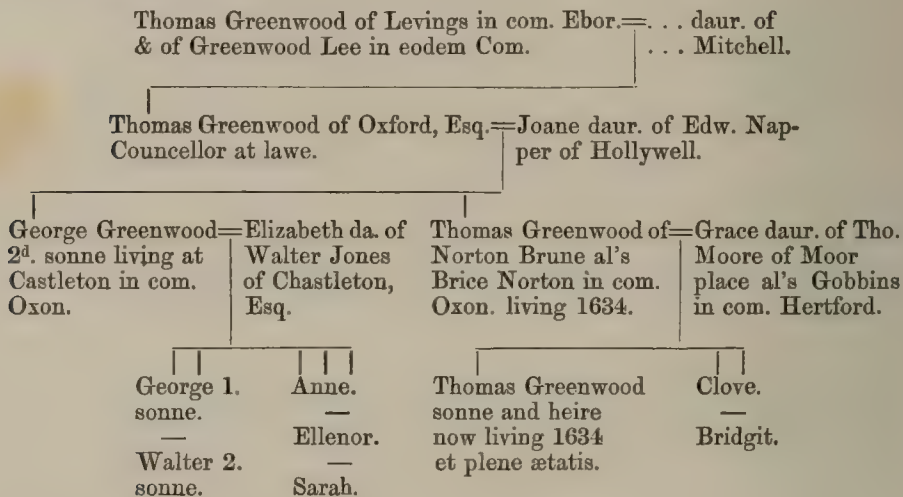 Thomas Greenwood of Levings in com. Ebor.=. . . daur. of
& of Greenwood Lee in eodem Com. . . . Mitchell.
Thomas Greenwood of Oxford, Esq.=Joane daur. of Edw. Nap-
Councellor at lawe. per of Hollywell.
George Greenwood=Elizabeth da. of
2d. sonne living at Walter Jones
Castleton in com. of Chastleton,
Oxon. Esq.
Thomas Greenwood of=Grace daur. of Tho.
Norton Brune al's Moore of Moor
Brice Norton in com. place al's Gobbins
Oxon. living 1634. in com. Hertford.
George 1.
sonne.
—
Walter 2.
sonne.
Anne.
—
Ellenor.
—
Sarah.
Thomas Greenwood
sonne and heire
now living 1634
et plene ætatis.
Clove.
—
Bridgit.